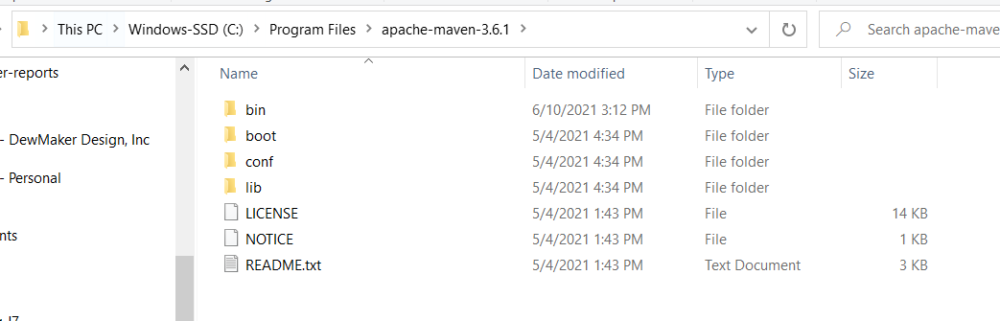 This PC > Windows-SSD (C:) > Program Files > apache-maven-3.6.1 >
Search apache-maven
er-reports
- DewMaker Design, Inc
- Personal
nts
Name Date modified Type Size
bin 6/10/2021 3:12 PM File folder
boot 5/4/2021 4:34 PM File folder
conf 5/4/2021 4:34 PM File folder
lib 5/4/2021 4:34 PM File folder
LICENSE 5/4/2021 1:43 PM File 14 KB
NOTICE 5/4/2021 1:43 PM File 1 KB
README.txt 5/4/2021 1:43 PM Text Document 3 KB